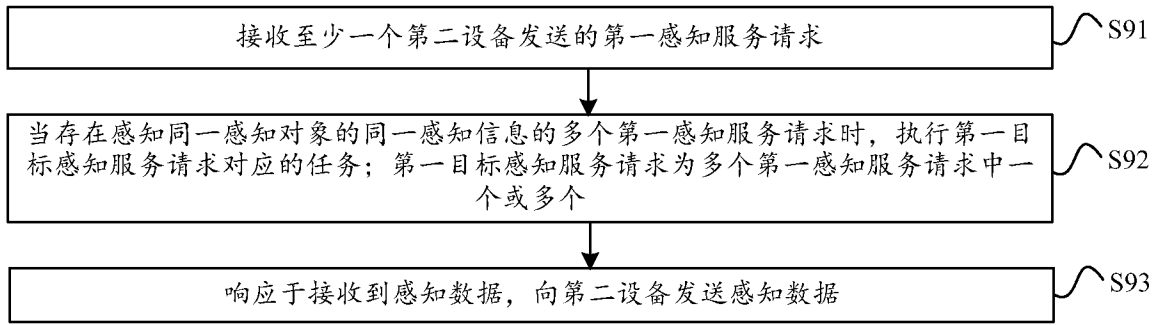 接收至少一个第二设备发送的第一感知服务请求
S91
当存在感知同一感知对象的同一感知信息的多个第一感知服务请求时，执行第一目
标感知服务请求对应的任务；第一目标感知服务请求为多个第一感知服务请求中一
个或多个
S92
响应于接收到感知数据，向第二设备发送感知数据
S93